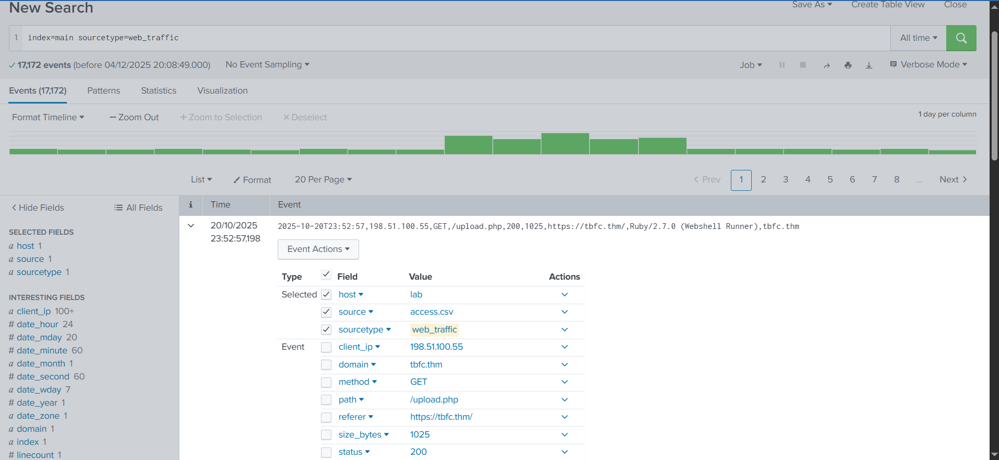 New Search
Save As Create Table View Close
1 index=main sourcetype=web_traffic
All time
17,172 events (before 04/12/2025 20:08:49.000) No Event Sampling
Job Verbose Mode
Events (17,172) Patterns Statistics Visualization
Format Timeline — Zoom Out + Zoom to Selection × Deselect
1 day per column
List Format 20 Per Page
Prev 1 2 3 4 5 6 7 8 ... Next
Hide Fields All Fields
SELECTED FIELDS
a host 1
a source 1
a sourcetype 1
INTERESTING FIELDS
a client_ip 100+
# date_hour 24
# date_mday 20
# date_minute 60
a date_month 1
# date_second 60
a date_wday 7
# date_year 1
a date_zone 1
a domain 1
a index 1
# linecount 1
i Time Event
20/10/2025
23:52:57.198
2025-10-20T23:52:57,198.51.100.55,GET,/upload.php,200,1025,https://tbfc.thm/,Ruby/2.7.0 (Webshell Runner),tbfc.thm
Event Actions
Type Field Value Actions
Selected host lab
source access.csv
sourcetype web_traffic
Event client_ip 198.51.100.55
domain tbfc.thm
method GET
path /upload.php
referer https://tbfc.thm/
size_bytes 1025
status 200